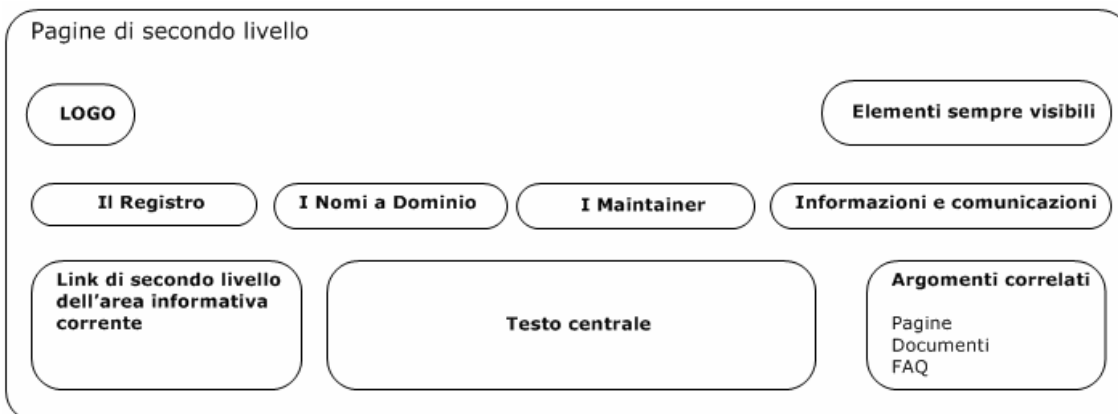 Pagine di secondo livello
LOGO
Elementi sempre visibili
Il Registro
I Nomi a Dominio
I Maintainer
Informazioni e comunicazioni
Link di secondo livello
dell'area informativa
corrente
Testo centrale
Argomenti correlati
Pagine
Documenti
FAQ